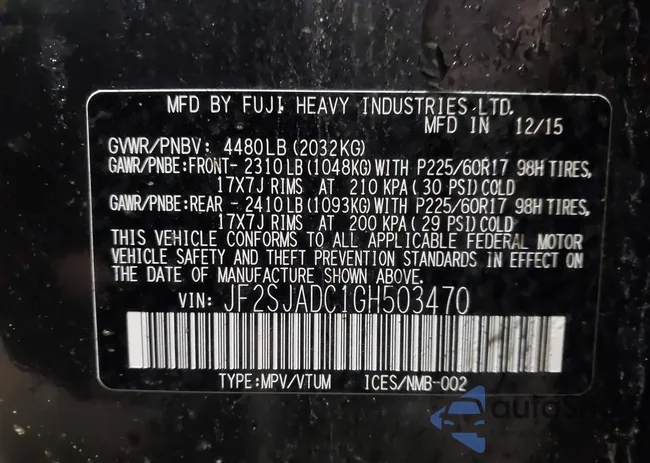 MFD BY FUJI HEAVY INDUSTRIES LTD.
MFD IN 12/15
GVWR/PNBV: 4480LB (2032KG)
GAWR/PNBE:FRONT- 2310LB(1048KG)WITH P225/60R17 98H TIRES,
17X7J RIMS AT 210 KPA( 30 PSI)COLD
GAWR/PNBE:REAR - 2410LB(1093KG)WITH P225/60R17 98H TIRES,
17X7J RIMS AT 200 KPA( 29 PSI)COLD
THIS VEHICLE CONFORMS TO ALL APPLICABLE FEDERAL MOTOR
VEHICLE SAFETY AND THEFT PREVENTION STANDARDS IN EFFECT ON
THE DATE OF MANUFACTURE SHOWN ABOVE.
VIN: JF2SJADC1GH503470
TYPE:MPV/VTUM ICES/NMB-002